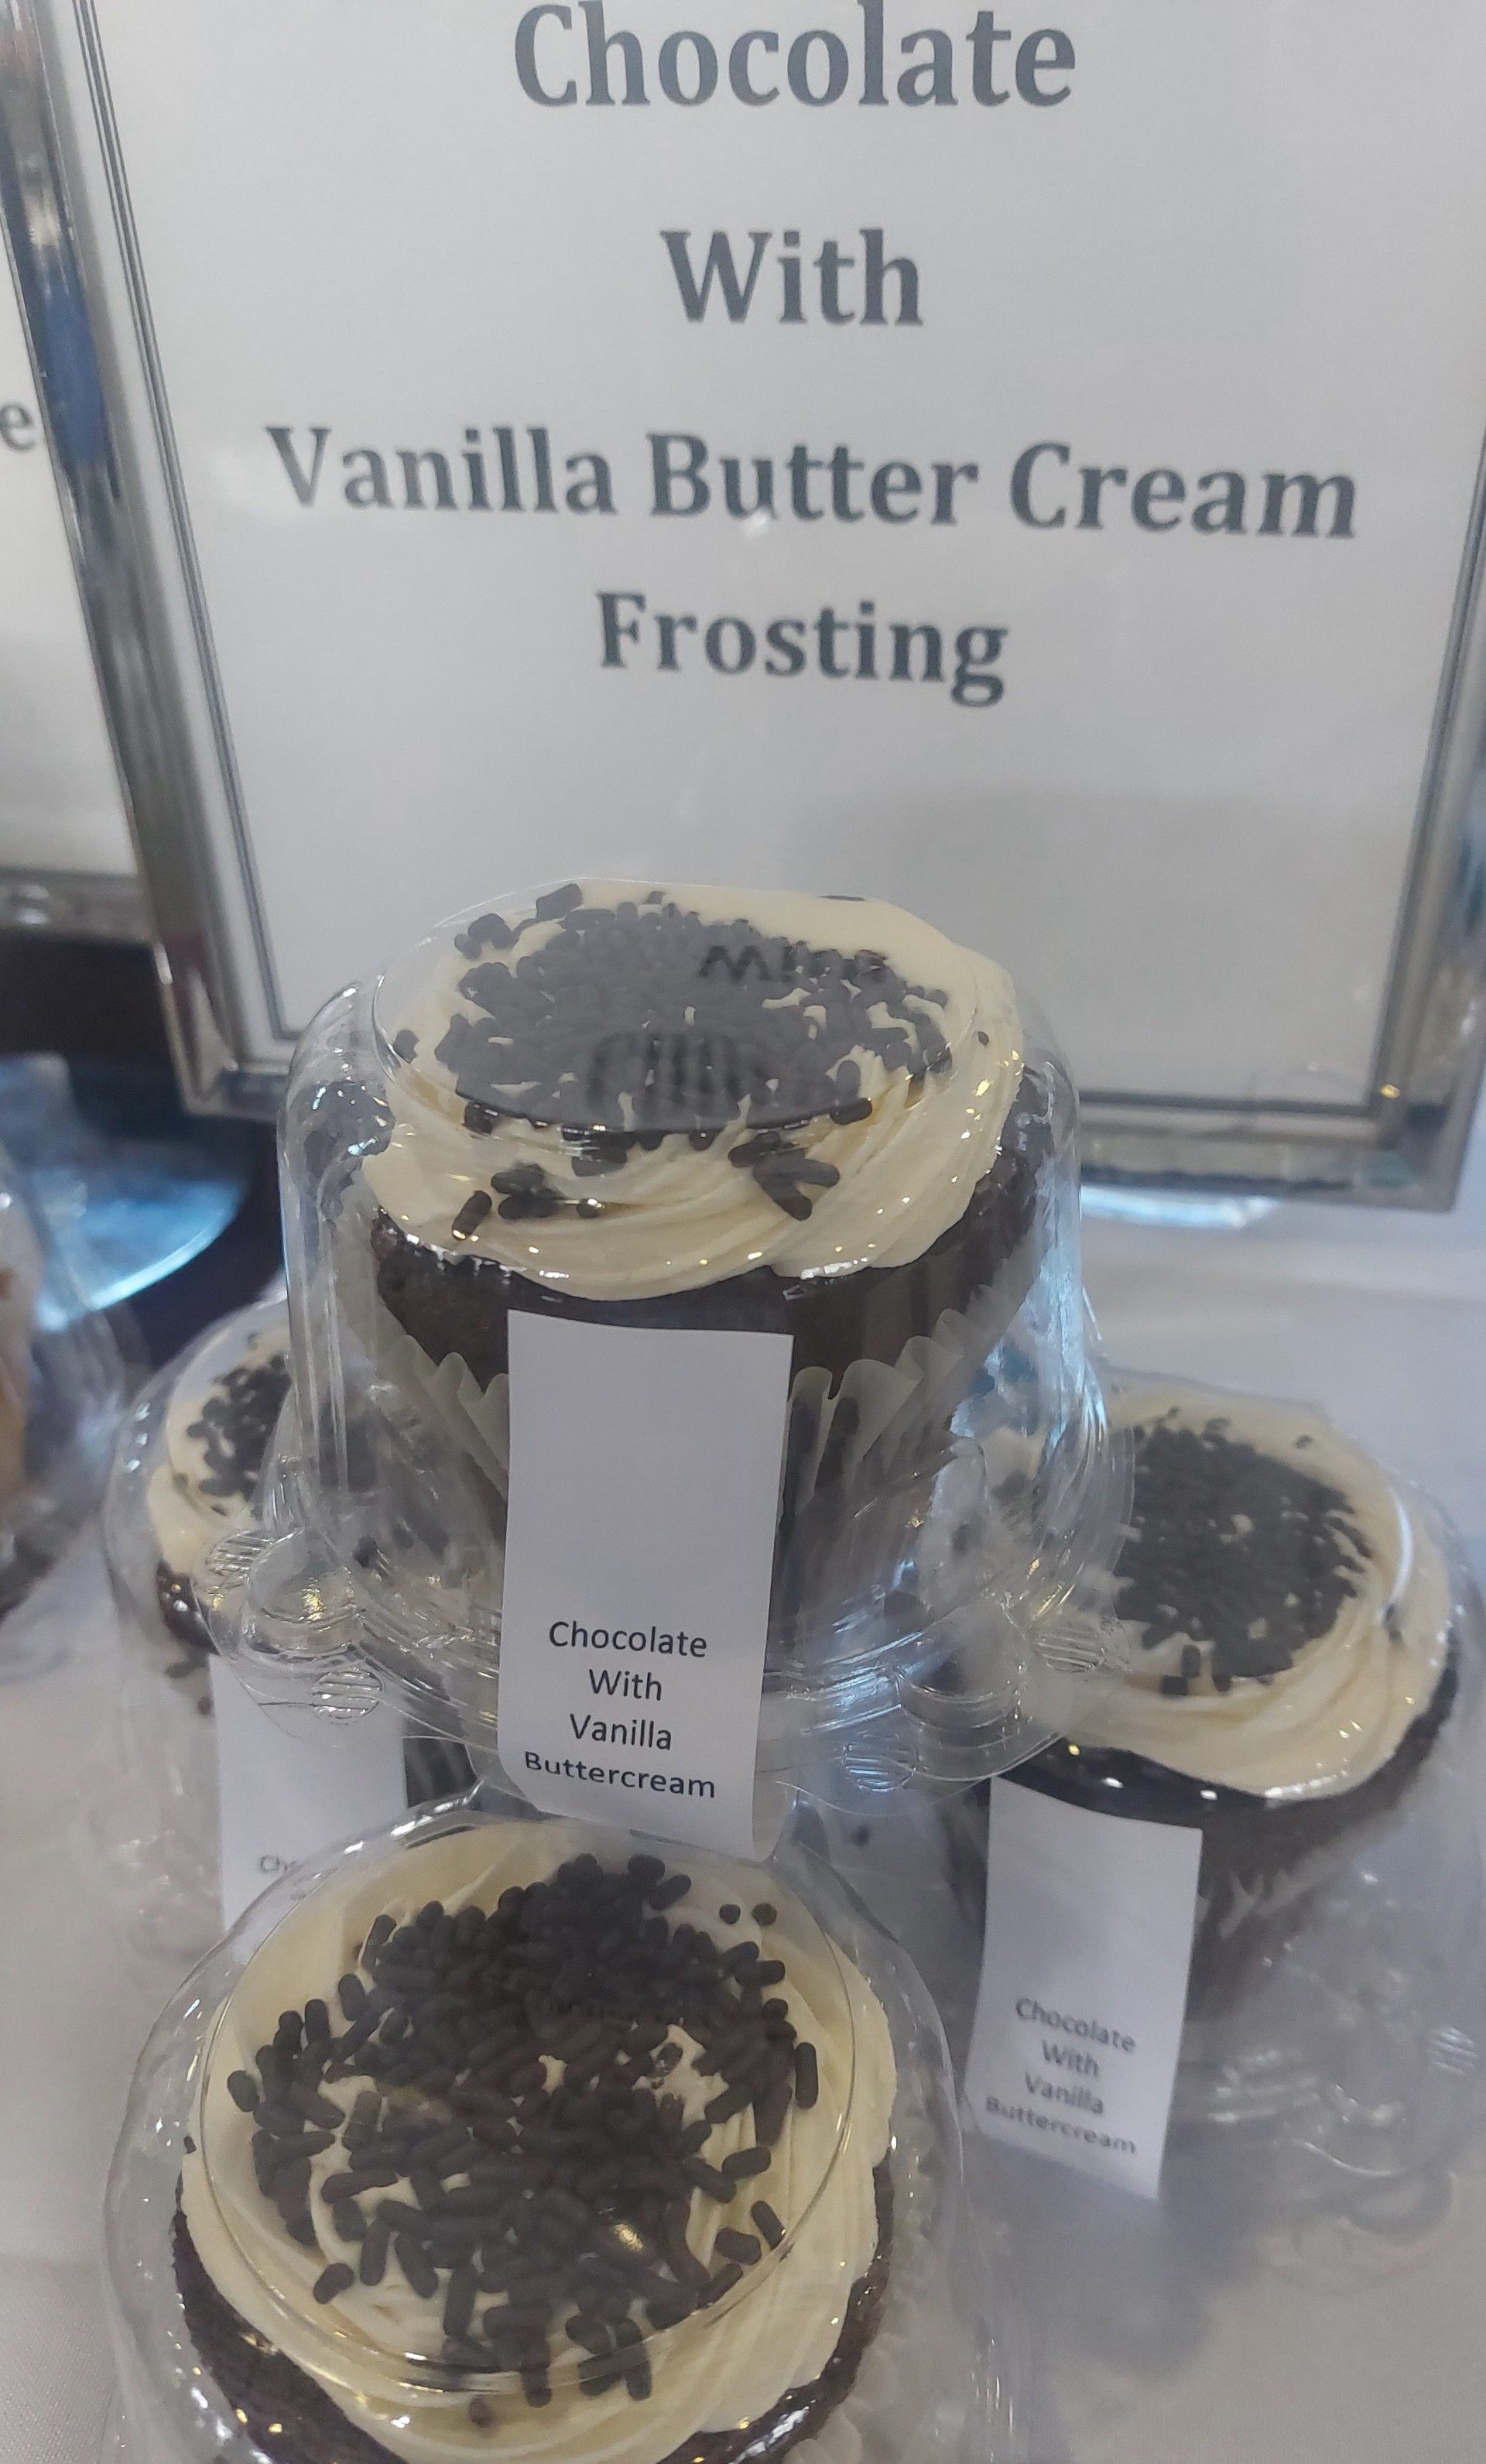 Chocolate
With
Vanilla Butter Cream
Frosting
e
Chocolate
With
Vanilla
Buttercream
Chocolate
With
Vanilla
Buttercream